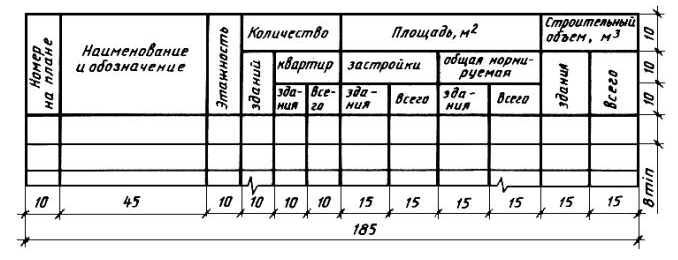 Номер
на плане
Наименование
и обозначение
Этажность
Количество
зданий
квартир
зда-
ния
все-
го
Площадь, м²
застройки
зда-
ния
всего
общая норми-
руемая
зда-
ния
всего
Строительный
объем, м³
здания
всего
10
10
10
8 min
10
45
10
10
10
10
15
15
15
15
15
15
185